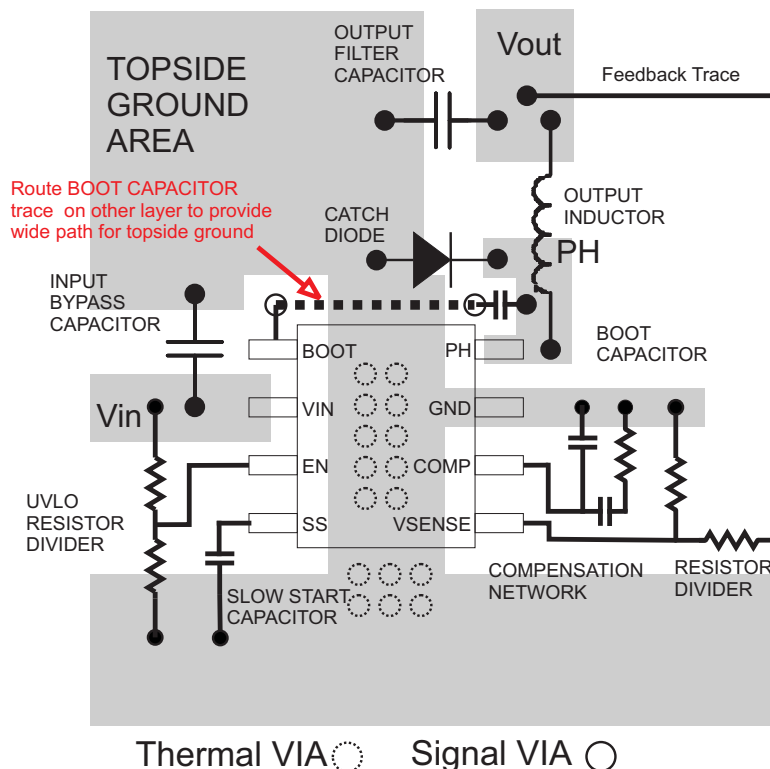 OUTPUT
FILTER
CAPACITOR
Vout
Feedback Trace
TOPSIDE
GROUND
AREA
Route BOOT CAPACITOR
trace on other layer to provide
wide path for topside ground
CATCH
DIODE
OUTPUT
INDUCTOR
PH
INPUT
BYPASS
CAPACITOR
BOOT
CAPACITOR
BOOT
PH
Vin
VIN
GND
EN
COMP
SS
VSENSE
UVLO
RESISTOR
DIVIDER
SLOW START
CAPACITOR
COMPENSATION
NETWORK
RESISTOR
DIVIDER
Thermal VIA
Signal VIA